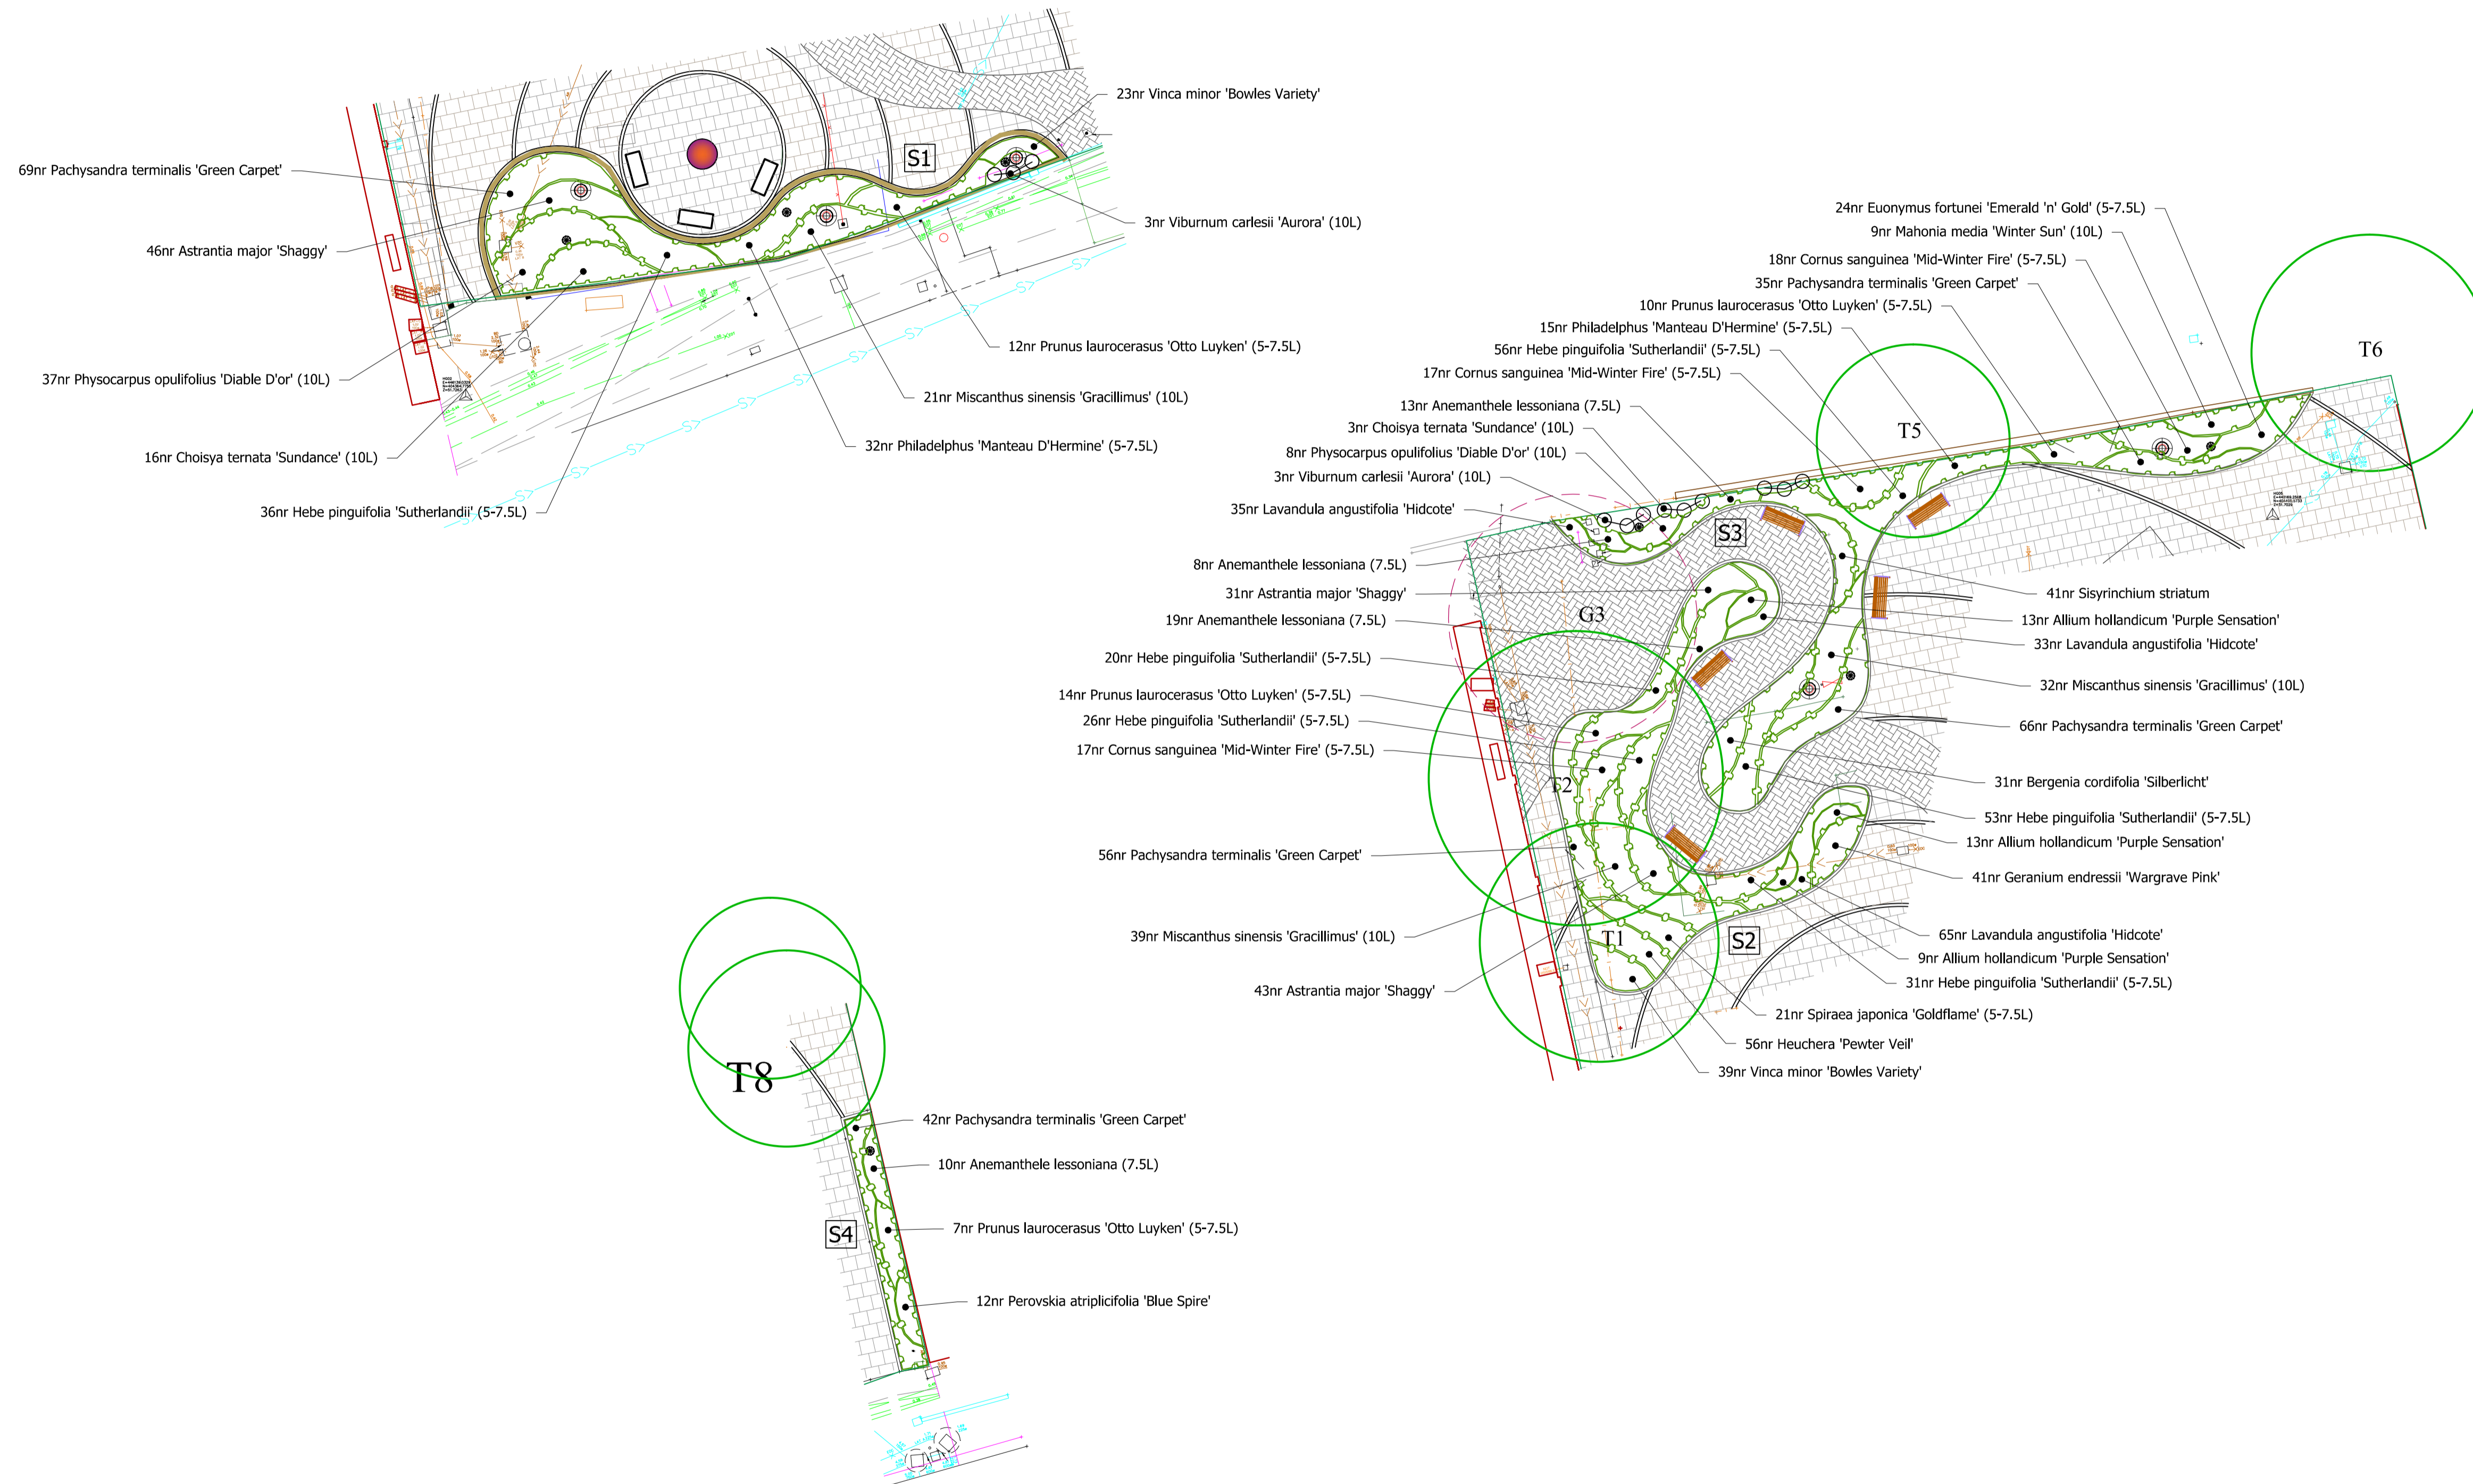 23nr Vinca minor 'Bowles Variety'
S1
69nr Pachysandra terminalis 'Green Carpet'
3nr Viburnum carlesii 'Aurora' (10L)
46nr Astrantia major 'Shaggy'
12nr Prunus laurocerasus 'Otto Luyken' (5-7.5L)
37nr Physocarpus opulifolius 'Diable D'or' (10L)
21nr Miscanthus sinensis 'Gracillimus' (10L)
32nr Philadelphus 'Manteau D'Hermine' (5-7.5L)
16nr Choisya ternata 'Sundance' (10L)
36nr Hebe pinguifolia 'Sutherlandii' (5-7.5L)
24nr Euonymus fortunei 'Emerald 'n' Gold' (5-7.5L)
9nr Mahonia media 'Winter Sun' (10L)
18nr Cornus sanguinea 'Mid-Winter Fire' (5-7.5L)
35nr Pachysandra terminalis 'Green Carpet'
10nr Prunus laurocerasus 'Otto Luyken' (5-7.5L)
15nr Philadelphus 'Manteau D'Hermine' (5-7.5L)
56nr Hebe pinguifolia 'Sutherlandii' (5-7.5L)
17nr Cornus sanguinea 'Mid-Winter Fire' (5-7.5L)
13nr Anemanthele lessoniana (7.5L)
3nr Choisya ternata 'Sundance' (10L)
8nr Physocarpus opulifolius 'Diable D'or' (10L)
3nr Viburnum carlesii 'Aurora' (10L)
35nr Lavandula angustifolia 'Hidcote'
T6
T5
S3
8nr Anemanthele lessoniana (7.5L)
31nr Astrantia major 'Shaggy'
19nr Anemanthele lessoniana (7.5L)
G3
20nr Hebe pinguifolia 'Sutherlandii' (5-7.5L)
14nr Prunus laurocerasus 'Otto Luyken' (5-7.5L)
26nr Hebe pinguifolia 'Sutherlandii' (5-7.5L)
17nr Cornus sanguinea 'Mid-Winter Fire' (5-7.5L)
T2
56nr Pachysandra terminalis 'Green Carpet'
39nr Miscanthus sinensis 'Gracillimus' (10L)
T1
S2
43nr Astrantia major 'Shaggy'
41nr Sisyrinchium striatum
13nr Allium hollandicum 'Purple Sensation'
33nr Lavandula angustifolia 'Hidcote'
32nr Miscanthus sinensis 'Gracillimus' (10L)
66nr Pachysandra terminalis 'Green Carpet'
31nr Bergenia cordifolia 'Silberlicht'
53nr Hebe pinguifolia 'Sutherlandii' (5-7.5L)
13nr Allium hollandicum 'Purple Sensation'
41nr Geranium endressii 'Wargrave Pink'
65nr Lavandula angustifolia 'Hidcote'
9nr Allium hollandicum 'Purple Sensation'
31nr Hebe pinguifolia 'Sutherlandii' (5-7.5L)
21nr Spiraea japonica 'Goldflame' (5-7.5L)
56nr Heuchera 'Pewter Veil'
39nr Vinca minor 'Bowles Variety'
T8
42nr Pachysandra terminalis 'Green Carpet'
10nr Anemanthele lessoniana (7.5L)
S4
7nr Prunus laurocerasus 'Otto Luyken' (5-7.5L)
12nr Perovskia atriplicifolia 'Blue Spire'